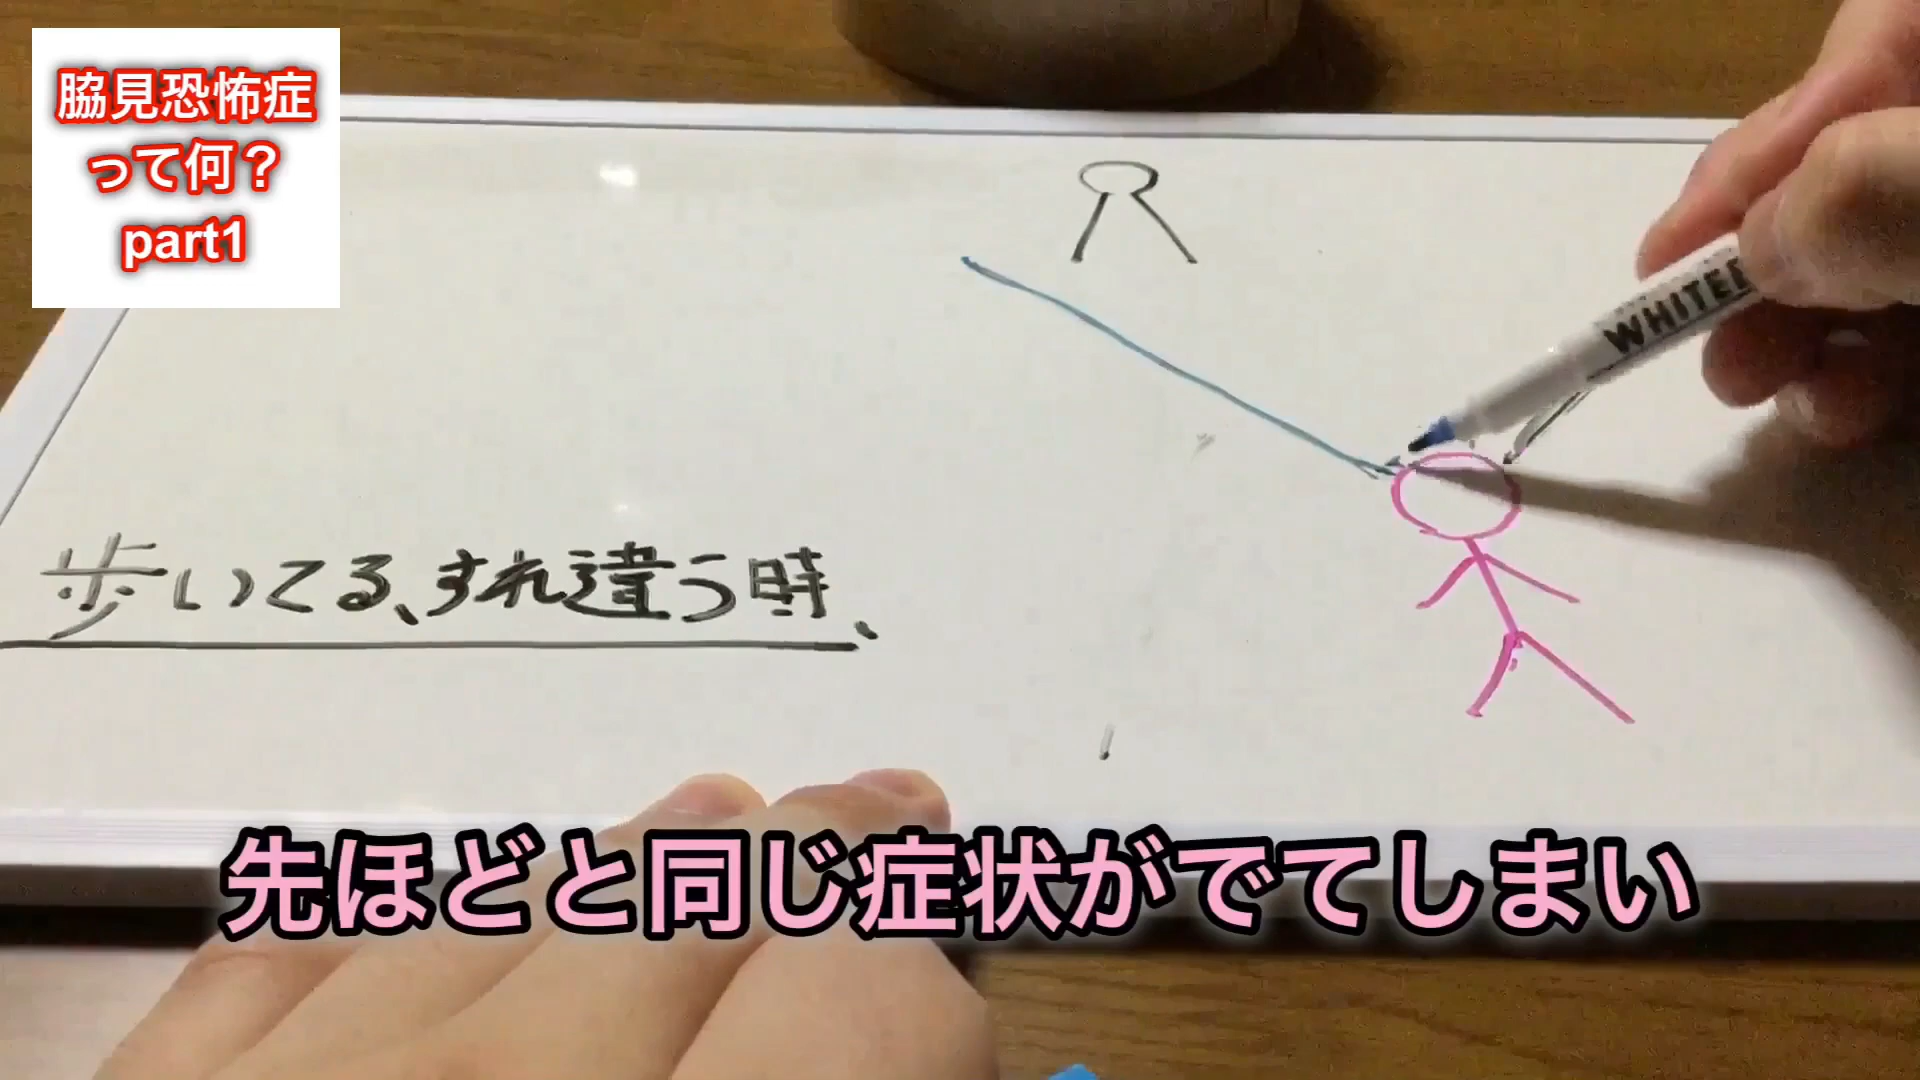 脇見恐怖症
って何？
part1
WHITEB
歩いてる、すれ違う時、
先ほどと同じ症状がでてしまい